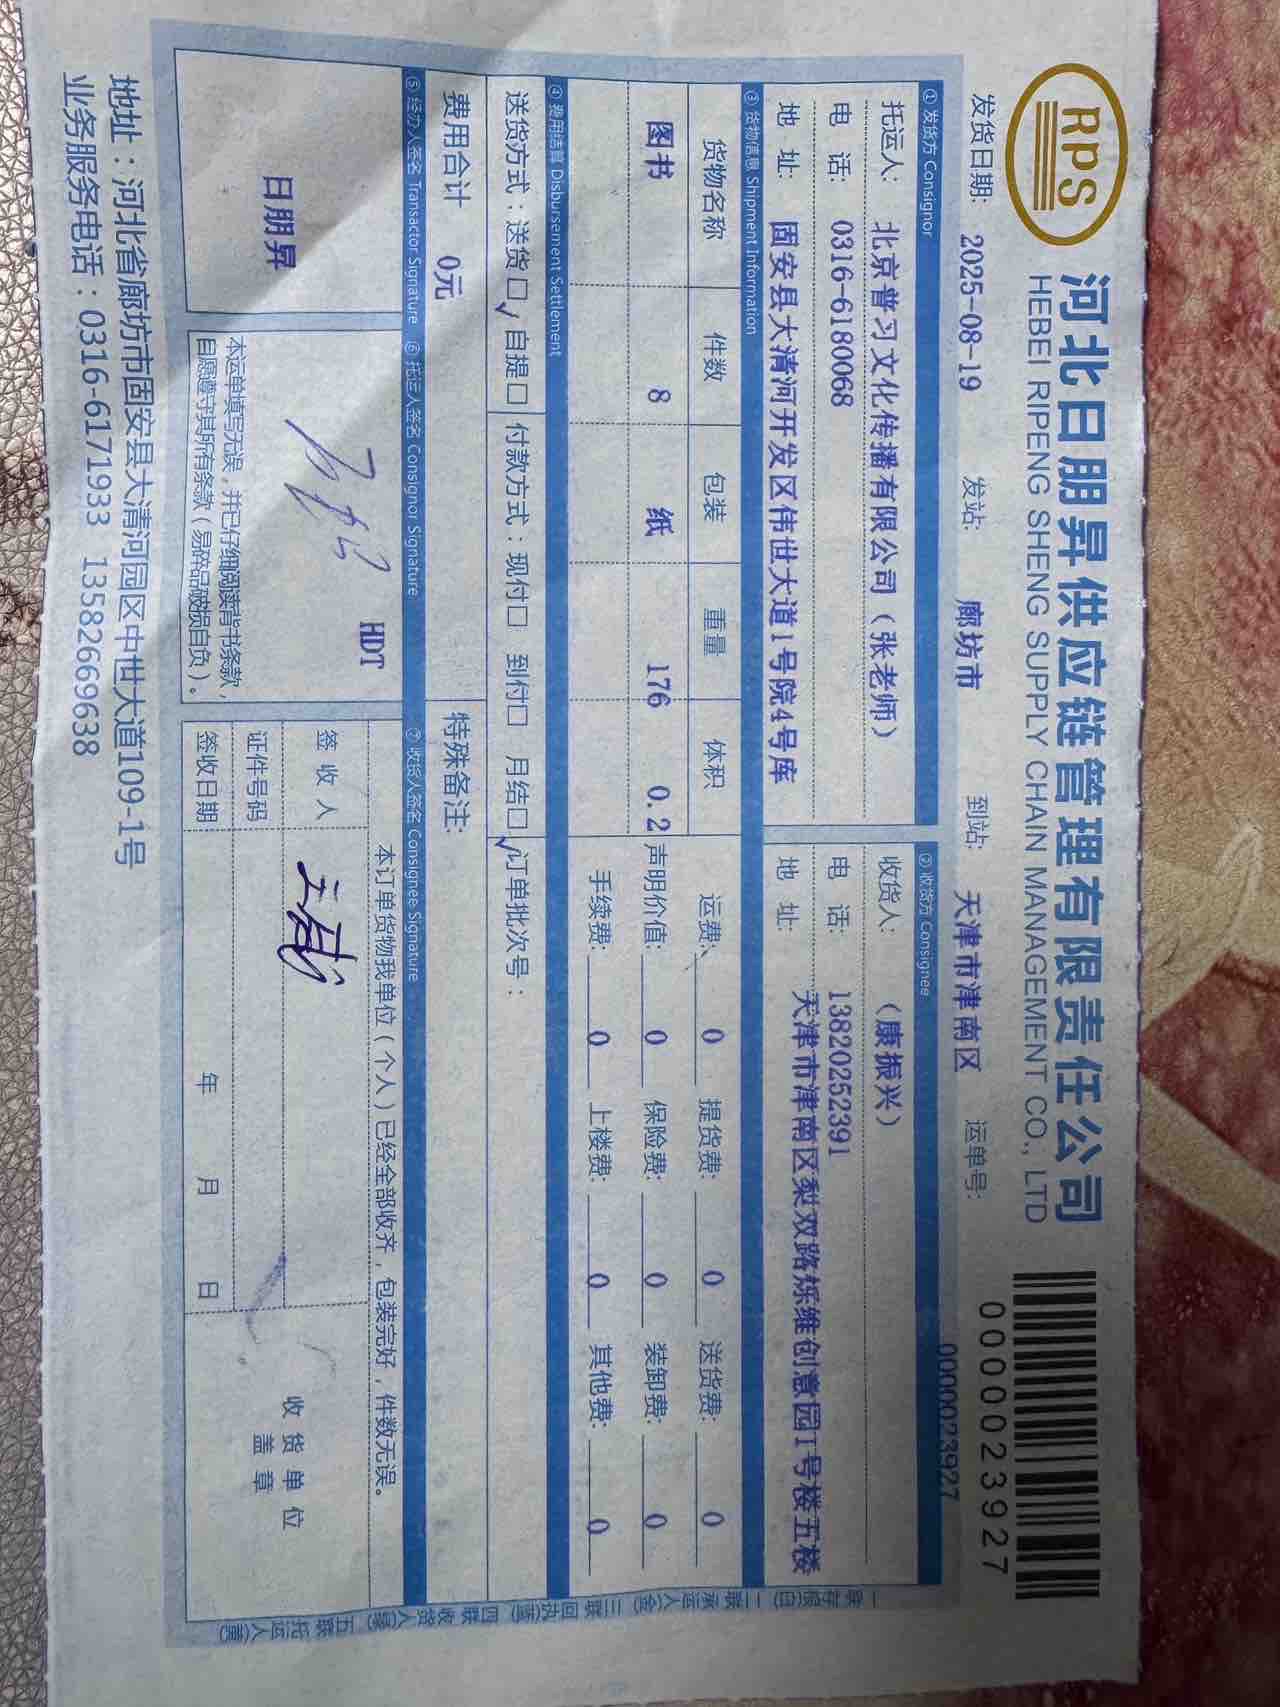 RPS
河北日朋昇供应链管理有限责任公司
HEBEI RIPENG SHENG SUPPLY CHAIN MANAGEMENT CO., LTD
0000023927
发货日期: 2025-08-19 发站: 廊坊市 到站: 天津市津南区 运单号: 0000023927
① 发货方 Consignor
托运人: 北京普习文化传播有限公司（张老师）
电 话: 0316-6180068
地 址: 固安县大清河开发区伟世大道1号院4号库
② 收货方 Consignee
收货人: （康振兴）
电 话: 13820252391
地 址: 天津市津南区梨双路烁维创意园1号楼五楼
③ 货物信息 Shipment Information
货物名称 件数 包装 重量 体积
图书 8 纸 176 0.2
运费: 0 提货费: 0 送货费: 0
声明价值: 0 保险费: 0 装卸费: 0
手续费: 0 上楼费: 0 其他费: 0
④ 费用结算 Disbursement Settlement
送货方式：送货□ ✓ 自提□ 付款方式：现付□ 到付□ 月结□ ✓ 订单批次号：
费用合计 0元 特殊备注:
⑤ 经办人签名 Transactor Signature ⑥ 托运人签名 Consignor Signature ⑦ 收货人签名 Consignee Signature
日朋昇
HDT
本运单填写无误，并已仔细阅读背书条款，
自愿遵守其所有条款（易碎品破损自负）。
本订单货物我单位（个人）已经全部收齐，包装完好，件数无误。
签 收 人
证件号码
签收日期 年 月 日
收 货 单 位
盖 章
地址：河北省廊坊市固安县大清河园区中世大道109-1号
业务服务电话：0316-6171933 13582669638